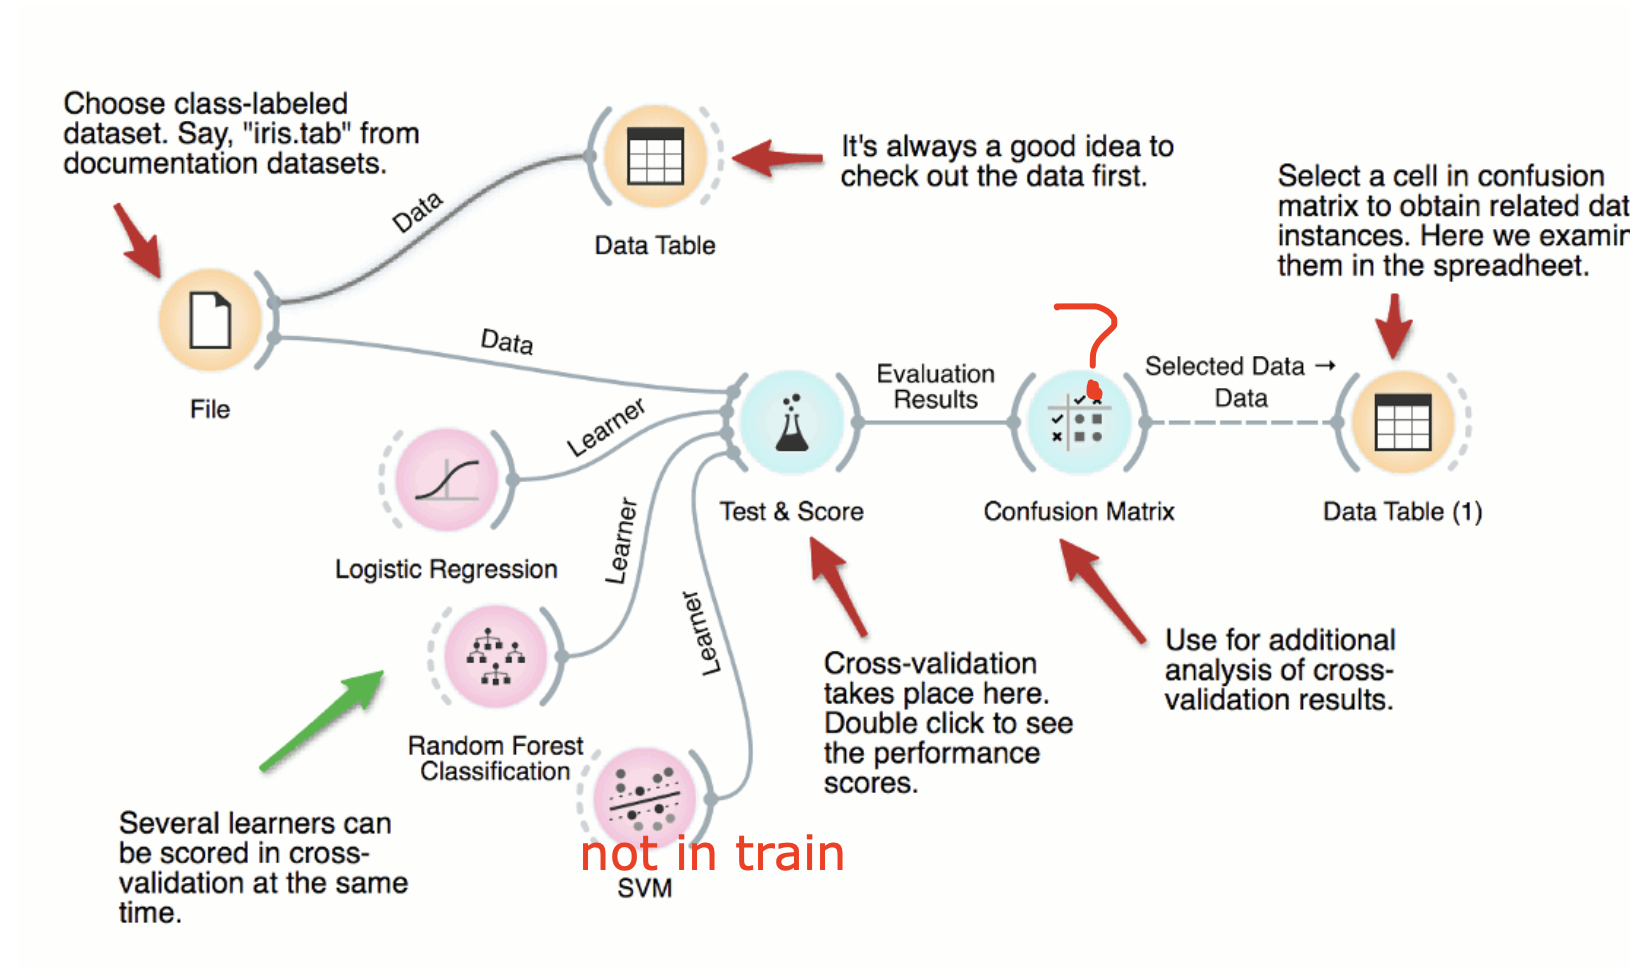 Choose class-labeled
dataset. Say, "iris.tab" from
documentation datasets.
Data
Data Table
It's always a good idea to
check out the data first.
Select a cell in confusion
matrix to obtain related dat
instances. Here we examin
them in the spreadheet.
File
Data
Learner
Logistic Regression
Learner
Random Forest
Classification
Learner
not in train
SVM
Test & Score
Evaluation
Results
?
Confusion Matrix
Selected Data →
Data
Data Table (1)
Cross-validation
takes place here.
Double click to see
the performance
scores.
Use for additional
analysis of cross-
validation results.
Several learners can
be scored in cross-
validation at the same
time.